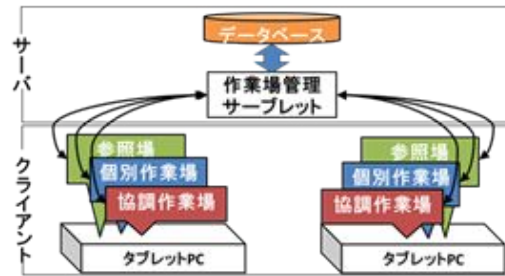 サーバ
データベース
作業場管理
サーブレット
クライアント
参照場
個別作業場
協調作業場
タブレットPC
参照場
個別作業場
協調作業場
タブレットPC